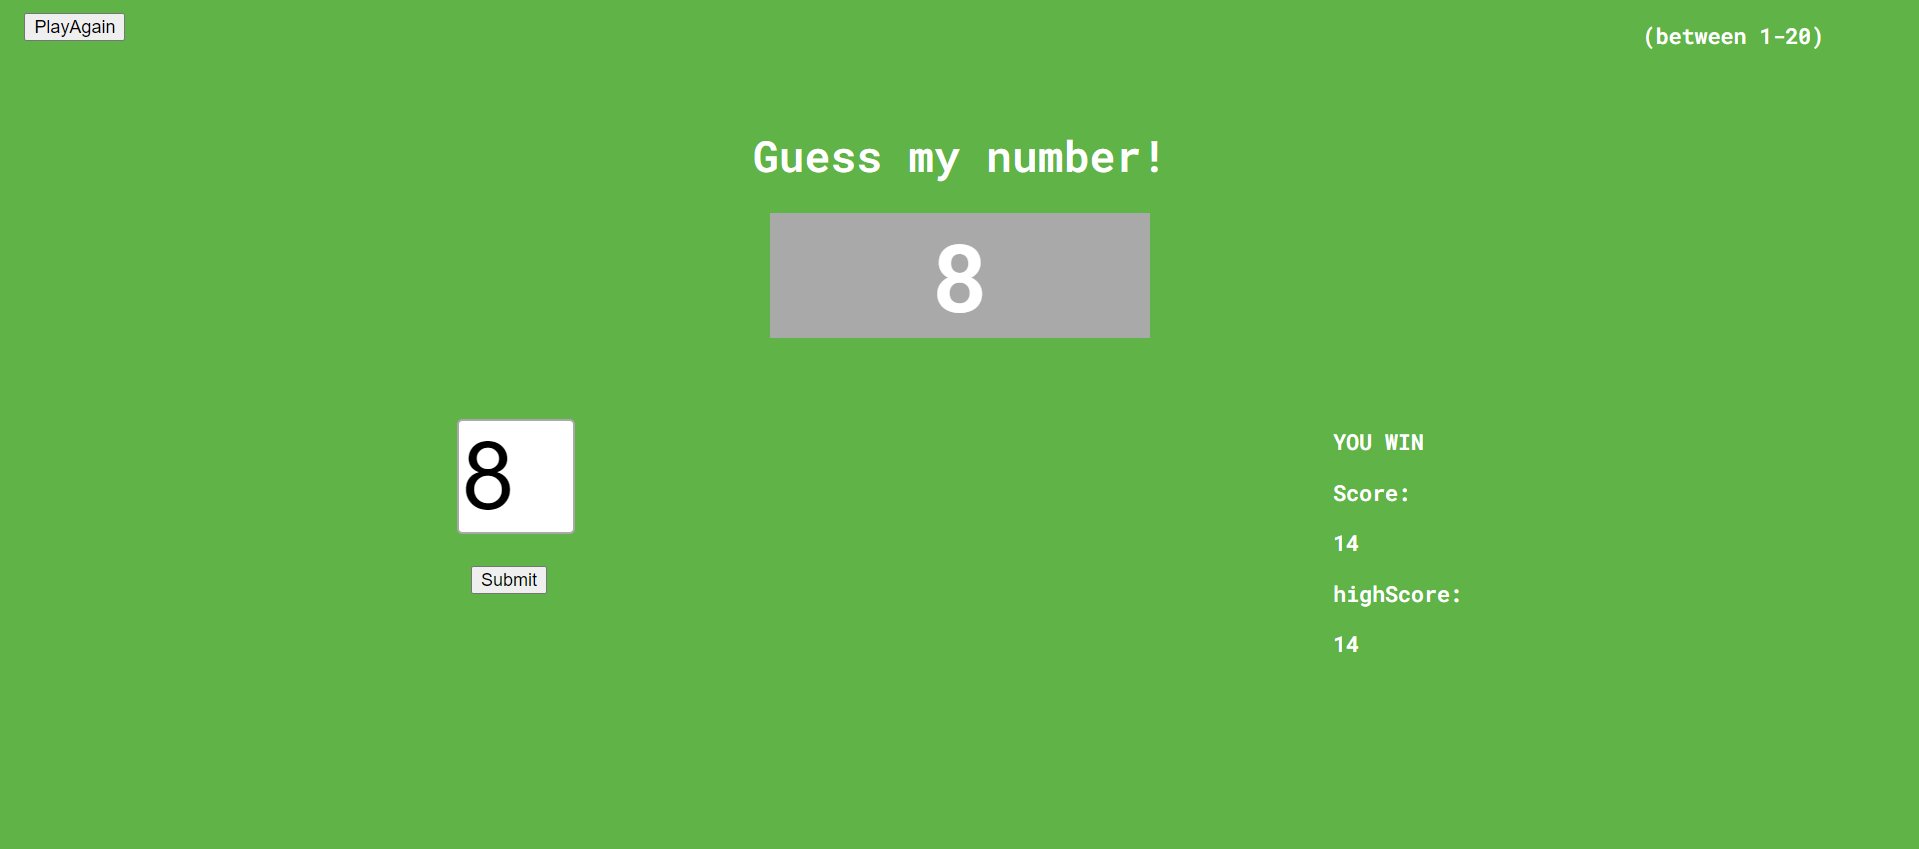 PlayAgain
(between 1-20)
Guess my number!
8
8
Submit
YOU WIN
Score:
14
highScore:
14